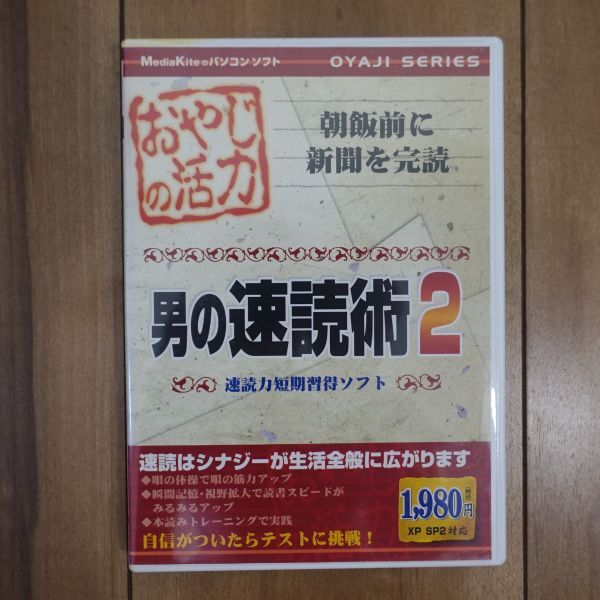 MediaKiteのパソコンソフト
OYAJI SERIES
おやじ
の活力
朝飯前に
新聞を完読
男の速読術2
速読力短期習得ソフト
速読はシナジーが生活全般に広がります
◆眼の体操で眼の筋力アップ
◆瞬間記憶・視野拡大で読書スピードが
みるみるアップ
◆本読みトレーニングで実践
自信がついたらテストに挑戦！
1,980円
XP SP2対応